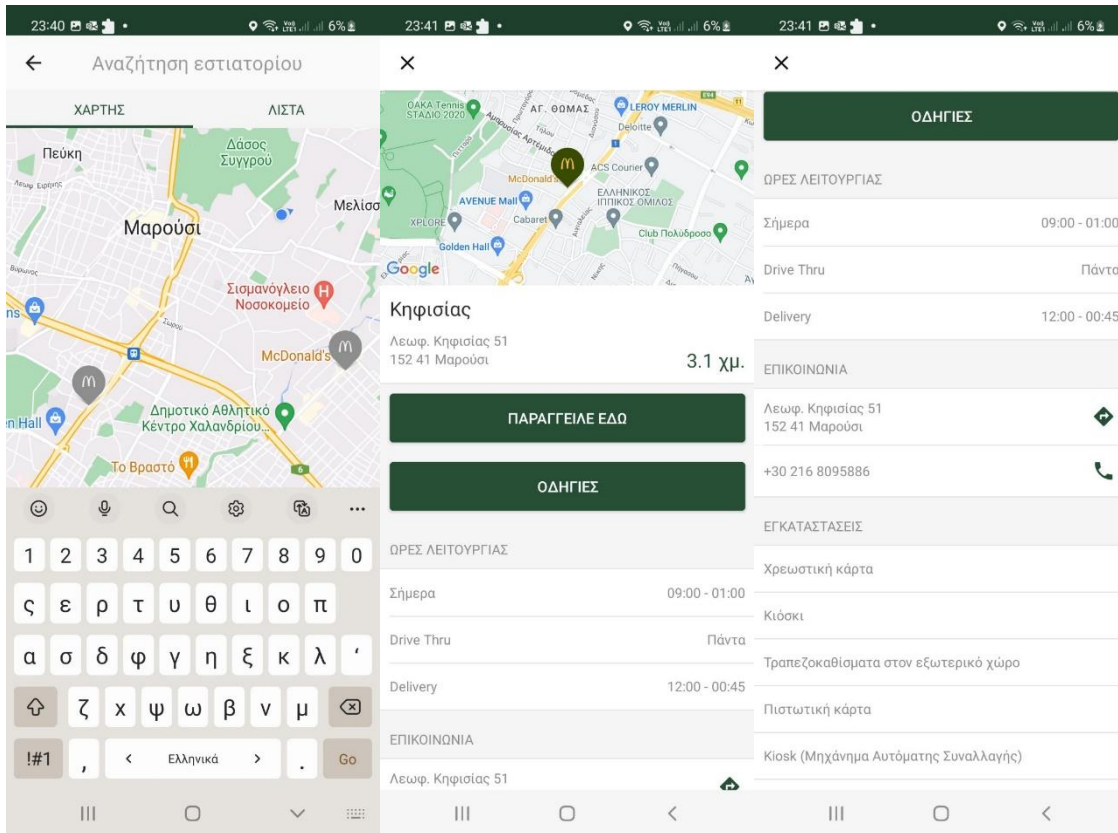 23:40
6%
Αναζήτηση εστιατορίου
ΧΑΡΤΗΣ ΛΙΣΤΑ
Πεύκη
Δάσος
Συγγρού
Μελίσσ
Μαρούσι
Σισμανόγλειο
Νοσοκομείο
H
McDonald's
n Hall
Δημοτικό Αθλητικό
Κέντρο Χαλανδρίου...
Το Βραστό
6
1 2 3 4 5 6 7 8 9 0
ς ε ρ τ υ θ ι ο π
α σ δ φ γ η ξ κ λ ʻ
ζ χ ψ ω β ν μ
!#1 , < Ελληνικά > . Go
23:41
6%
ΟΑΚΑ Tennis
ΣΤΑΔΙΟ 2020
ΑΓ. ΘΩΜΑΣ
LEROY MERLIN
Deloitte
Αμαρυσίας Αρτέμιδος
ACS Courier
McDonald's
AVENUE Mall
ΕΛΛΗΝΙΚΟΣ
ΙΠΠΙΚΟΣ ΟΜΙΛΟΣ
XPLORE
Cabaret
Club Πολύδροσο
Golden Hall
Google
Κηφισίας
Λεωφ. Κηφισίας 51
152 41 Μαρούσι
3.1 χμ.
ΠΑΡΑΓΓΕΙΛΕ ΕΔΩ
ΟΔΗΓΙΕΣ
ΩΡΕΣ ΛΕΙΤΟΥΡΓΙΑΣ
Σήμερα 09:00 - 01:00
Drive Thru Πάντα
Delivery 12:00 - 00:45
ΕΠΙΚΟΙΝΩΝΙΑ
Λεωφ. Κηφισίας 51
23:41
6%
ΟΔΗΓΙΕΣ
ΩΡΕΣ ΛΕΙΤΟΥΡΓΙΑΣ
Σήμερα 09:00 - 01:00
Drive Thru Πάντα
Delivery 12:00 - 00:45
ΕΠΙΚΟΙΝΩΝΙΑ
Λεωφ. Κηφισίας 51
152 41 Μαρούσι
+30 216 8095886
ΕΓΚΑΤΑΣΤΑΣΕΙΣ
Χρεωστική κάρτα
Κιόσκι
Τραπεζοκαθίσματα στον εξωτερικό χώρο
Πιστωτική κάρτα
Kiosk (Μηχάνημα Αυτόματης Συναλλαγής)